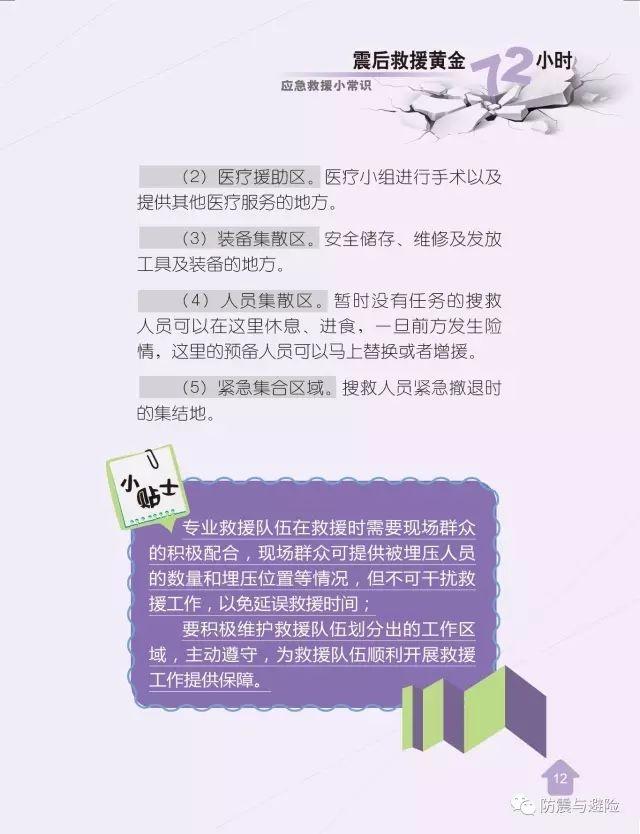 震后救援黄金72小时
应急救援小常识
（2）医疗援助区。医疗小组进行手术以及
提供其他医疗服务的地方。
（3）装备集散区。安全储存、维修及发放
工具及装备的地方。
（4）人员集散区。暂时没有任务的搜救
人员可以在这里休息、进食，一旦前方发生险
情，这里的预备人员可以马上替换或者增援。
（5）紧急集合区域。搜救人员紧急撤退时
的集结地。
小贴士
专业救援队伍在救援时需要现场群众
的积极配合，现场群众可提供被埋压人员
的数量和埋压位置等情况，但不可干扰救
援工作，以免延误救援时间；
要积极维护救援队伍划分出的工作区
域，主动遵守，为救援队伍顺利开展救援
工作提供保障。
12
防震与避险